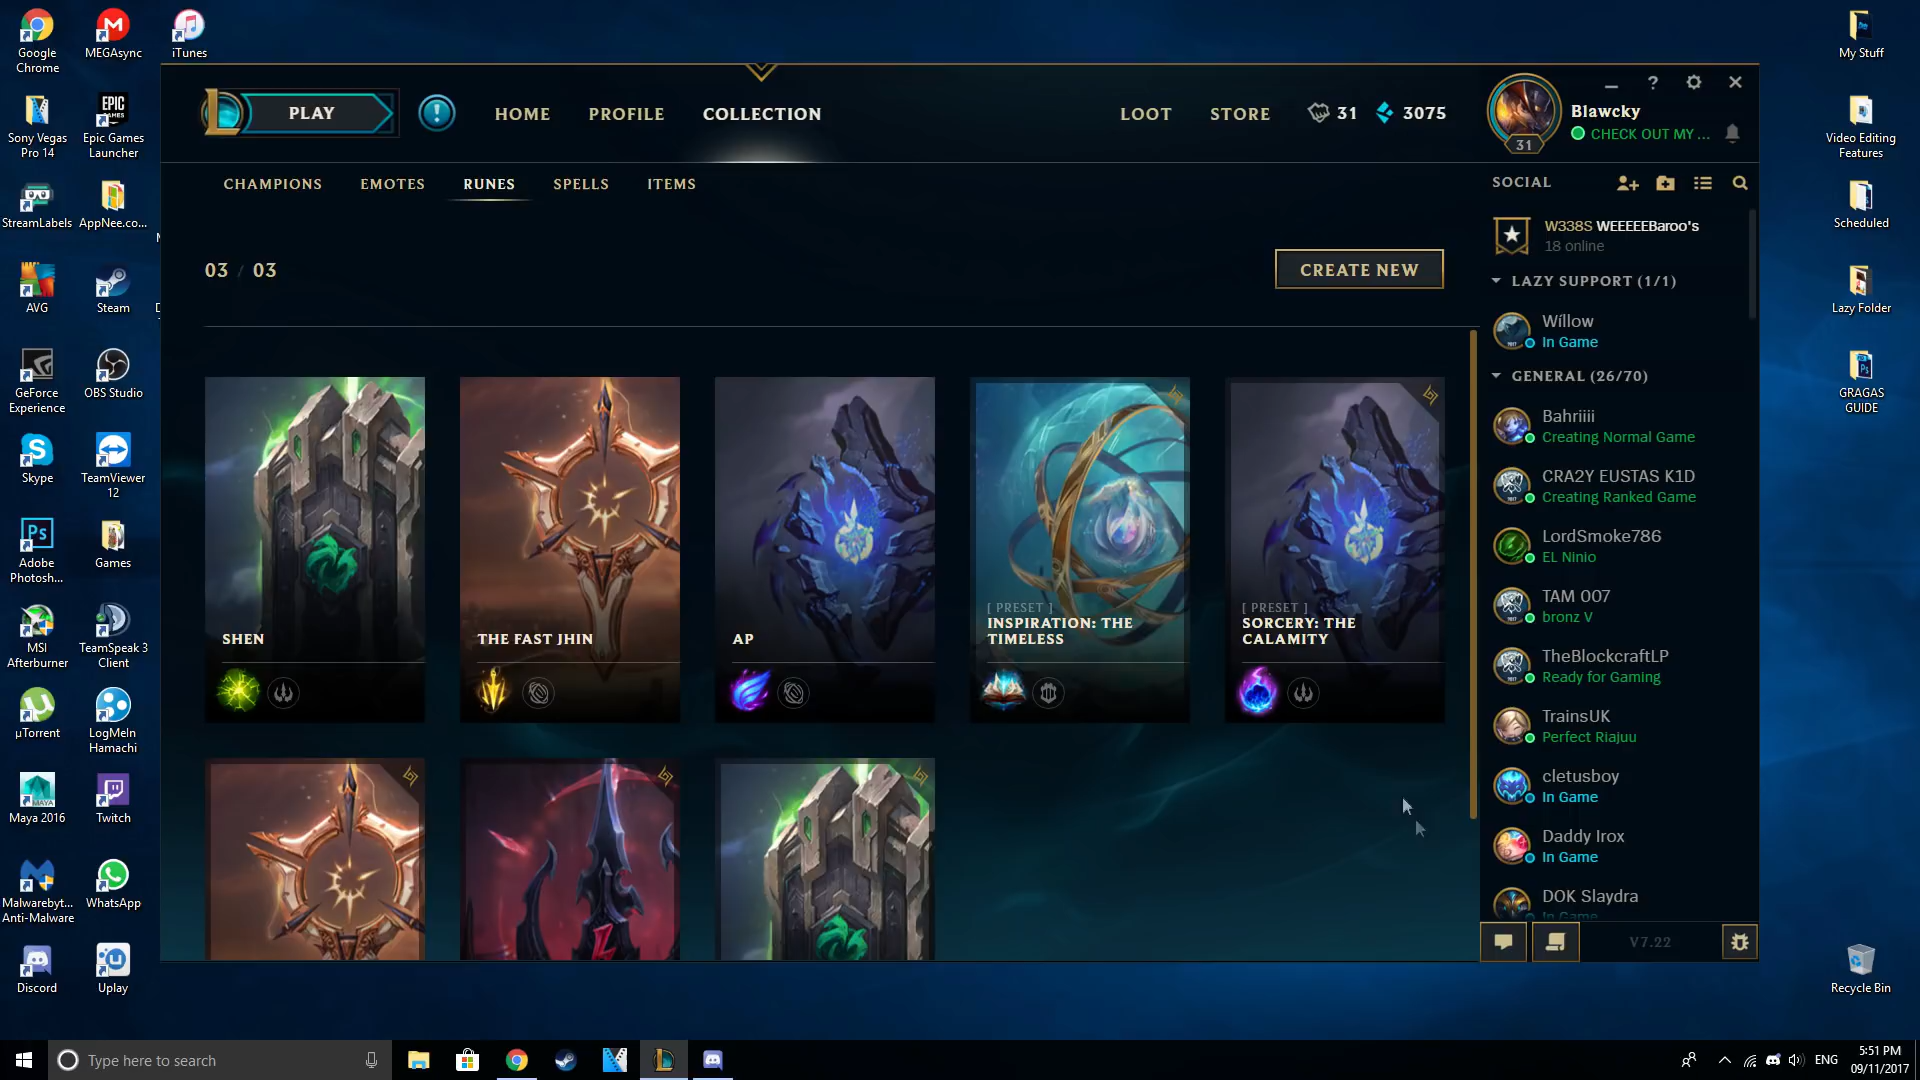 Google
Chrome
MEGAsync
iTunes
Sony Vegas
Pro 14
EPIC
GAMES
Epic Games
Launcher
StreamLabels
AppNee.co...
AVG
Steam
GeForce
Experience
OBS Studio
Skype
TeamViewer
12
Ps
Adobe
Photosh...
Games
MSI
Afterburner
TeamSpeak 3
Client
µTorrent
LogMeIn
Hamachi
MAYA
Maya 2016
Twitch
Malwarebyt...
Anti-Malware
WhatsApp
Discord
Uplay
PLAY
HOME
PROFILE
COLLECTION
LOOT
STORE
31
3075
31
Blawcky
CHECK OUT MY ...
CHAMPIONS
EMOTES
RUNES
SPELLS
ITEMS
03 / 03
CREATE NEW
SHEN
THE FAST JHIN
AP
[ PRESET ]
INSPIRATION: THE
TIMELESS
[ PRESET ]
SORCERY: THE
CALAMITY
SOCIAL
W338S WEEEEEBaroo's
18 online
LAZY SUPPORT (1/1)
Wíllow
In Game
GENERAL (26/70)
Bahriiii
Creating Normal Game
CRA2Y EUSTAS K1D
Creating Ranked Game
LordSmoke786
EL Ninio
TAM 007
bronz V
TheBlockcraftLP
Ready for Gaming
TrainsUK
Perfect Riajuu
cletusboy
In Game
Daddy Irox
In Game
DOK Slaydra
In Game
V7.22
My Stuff
Video Editing
Features
Scheduled
Lazy Folder
GRAGAS
GUIDE
Recycle Bin
Type here to search
ENG
5:51 PM
09/11/2017